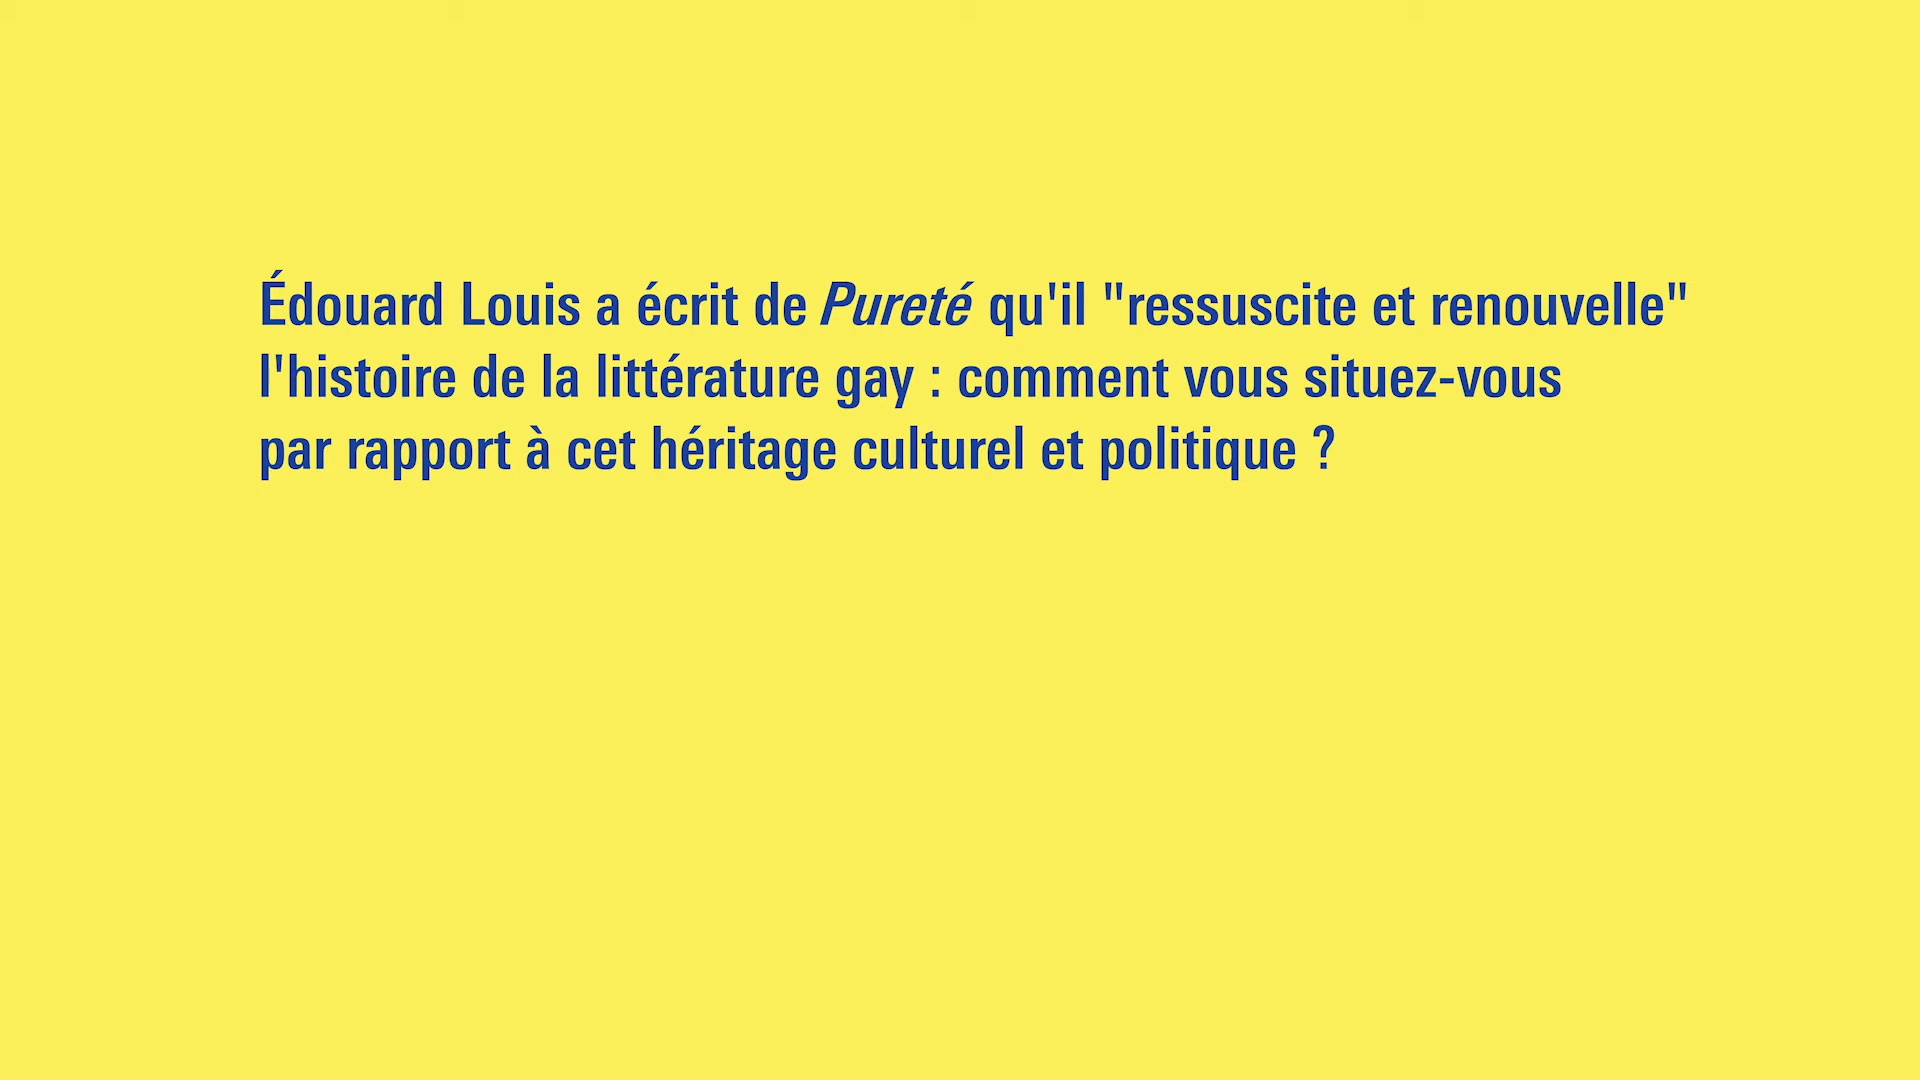 Édouard Louis a écrit de Pureté qu'il "ressuscite et renouvelle"
l'histoire de la littérature gay : comment vous situez-vous
par rapport à cet héritage culturel et politique ?